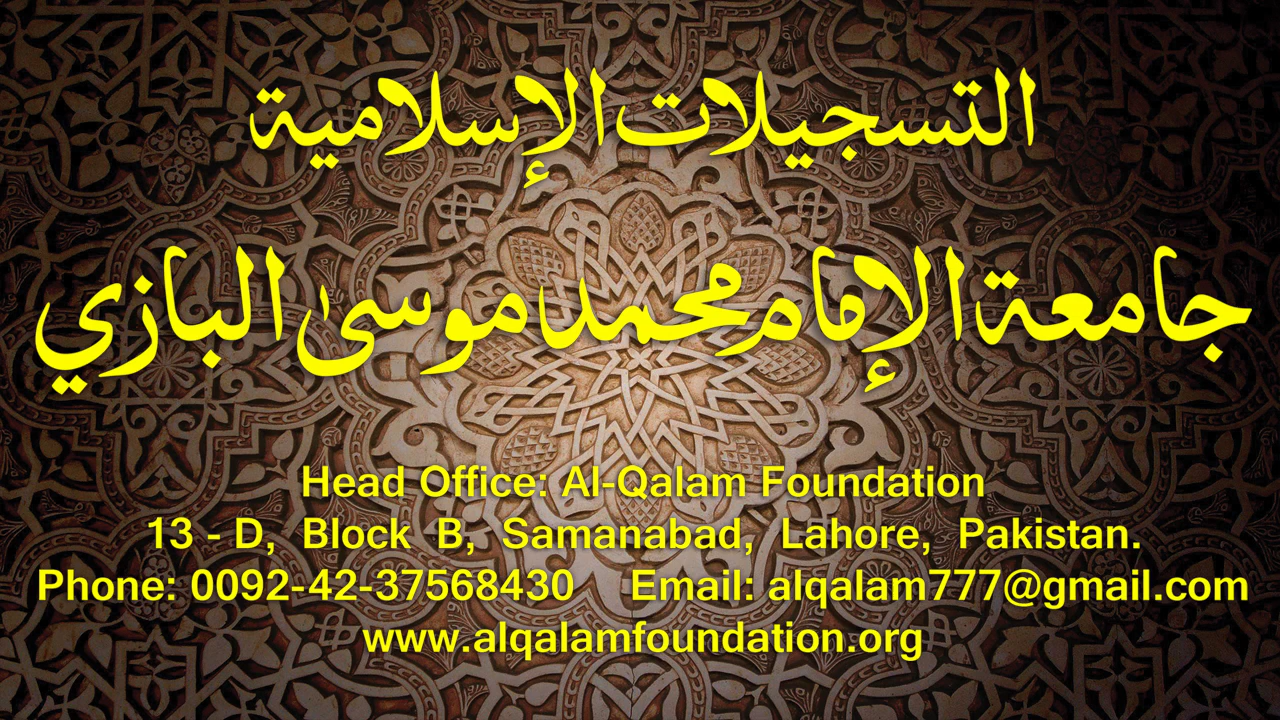 التسجيلات الإسلامية
جامعة الإمام محمد موسى البازي
Head Office: Al-Qalam Foundation
13 - D, Block B, Samanabad, Lahore, Pakistan.
Phone: 0092-42-37568430 Email: alqalam777@gmail.com
www.alqalamfoundation.org